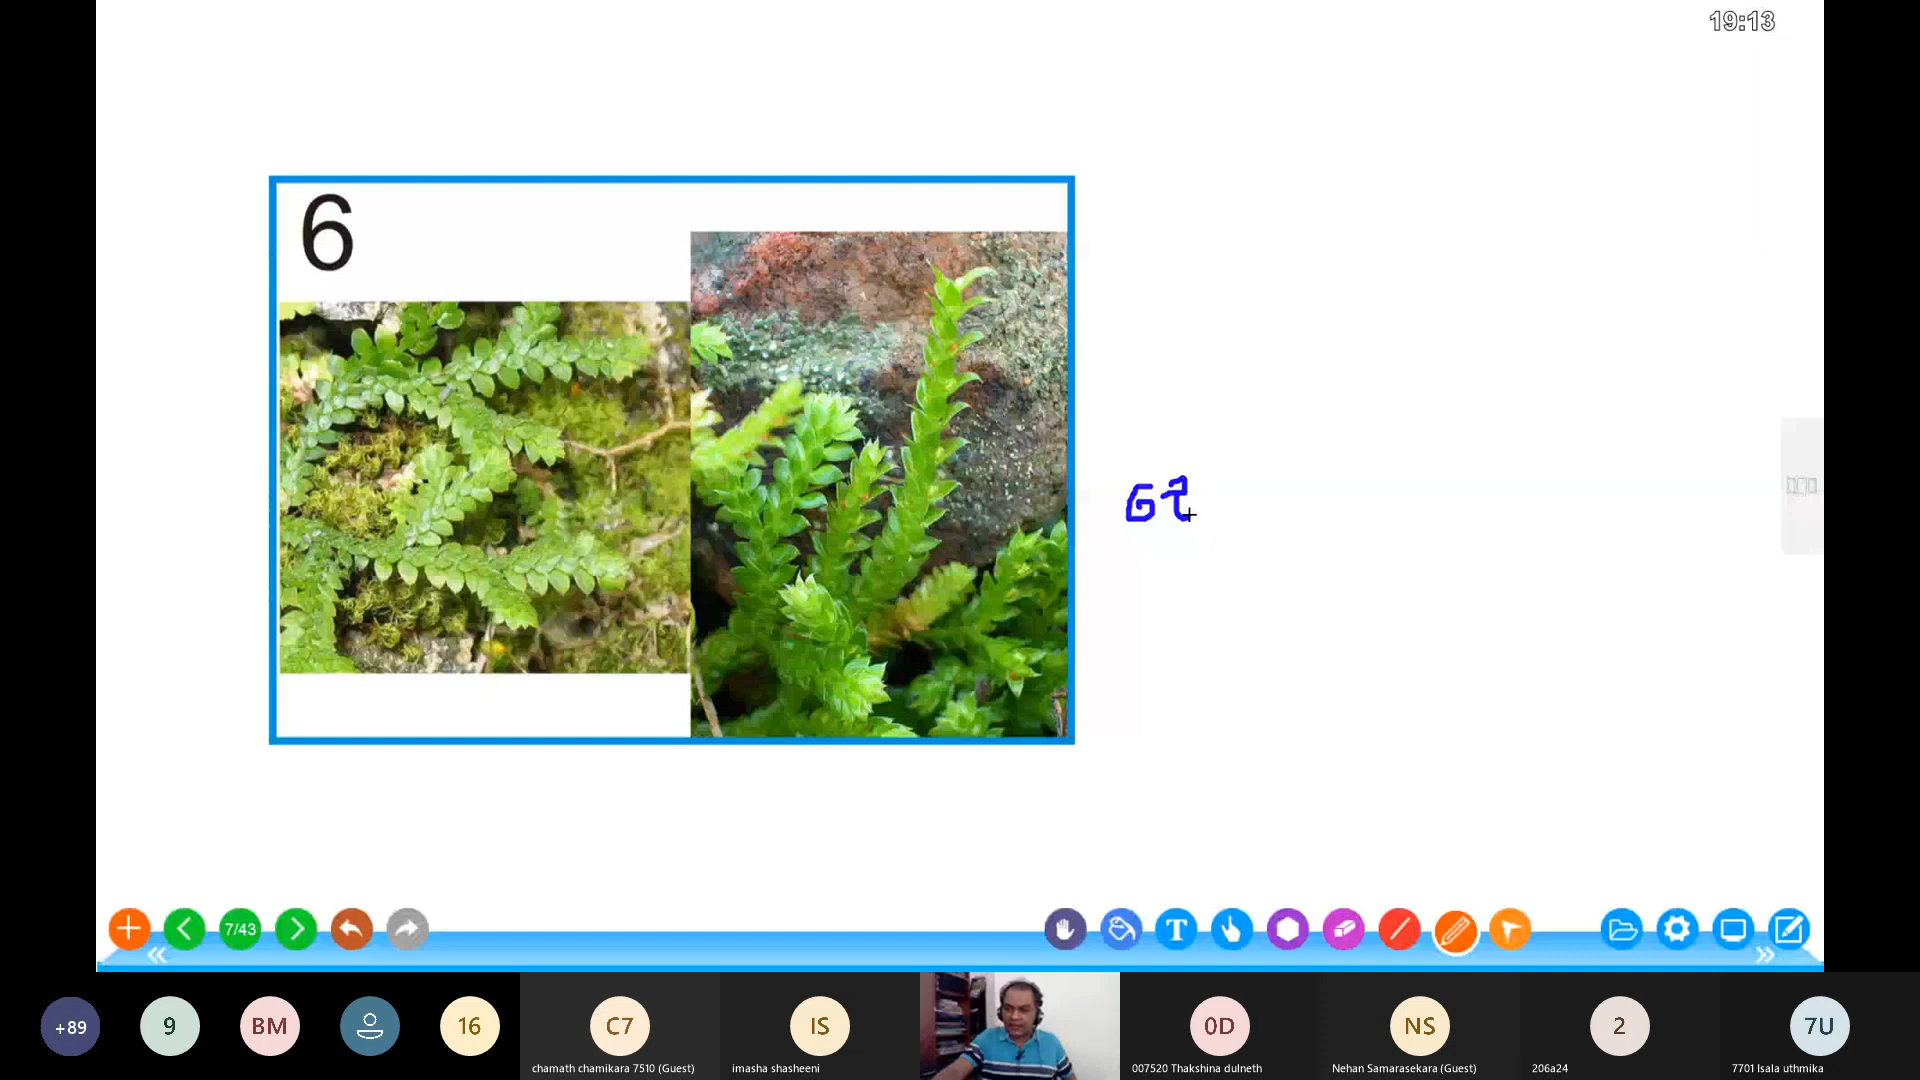 19:13
6
7/43
T
+89
9
BM
16
C7
IS
0D
NS
2
7U
chamath chamikara 7510 (Guest)
imasha shasheeni
007520 Thakshina dulneth
Nehan Samarasekara (Guest)
206a24
7701 Isala uthmika